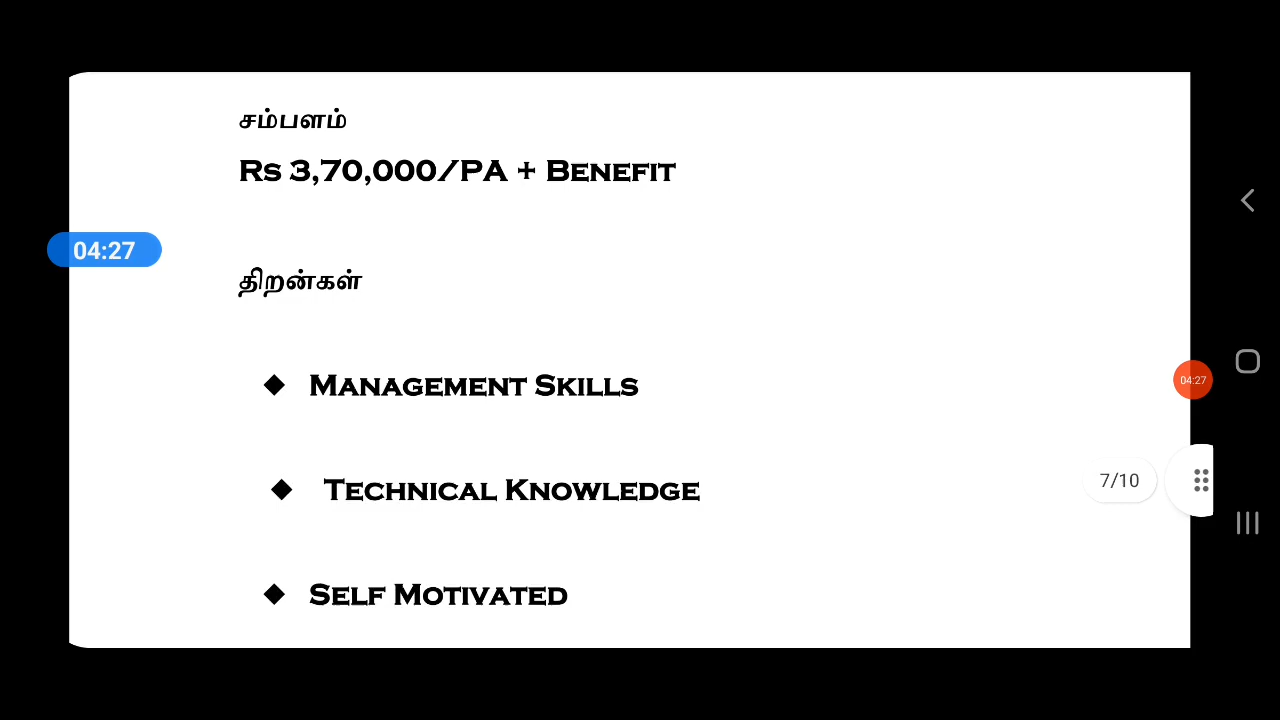 சம்பளம்
Rs 3,70,000/PA + Benefit
04:27
திறன்கள்
◆ Management Skills
04:27
7/10
◆ Technical Knowledge
◆ Self Motivated